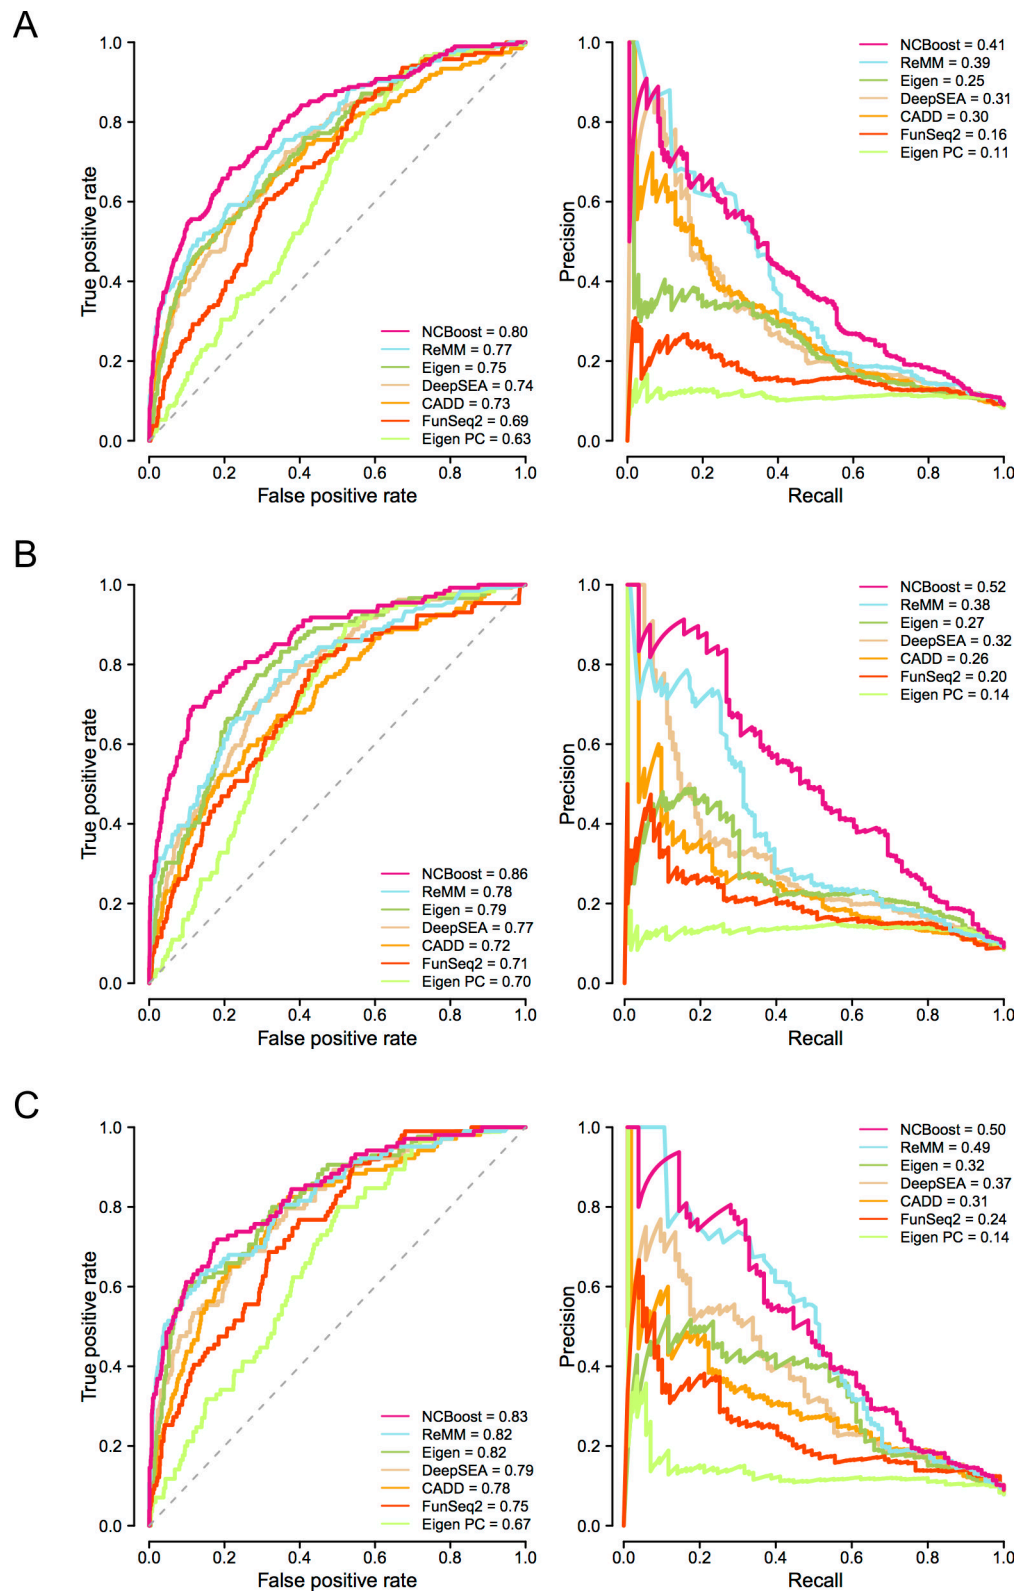 A
1.0
0.8
0.6
0.4
0.2
0.0
True positive rate
NCBoost = 0.80
ReMM = 0.77
Eigen = 0.75
DeepSEA = 0.74
CADD = 0.73
FunSeq2 = 0.69
Eigen PC = 0.63
0.0 0.2 0.4 0.6 0.8 1.0
False positive rate
1.0
0.8
0.6
0.4
0.2
0.0
Precision
NCBoost = 0.41
ReMM = 0.39
Eigen = 0.25
DeepSEA = 0.31
CADD = 0.30
FunSeq2 = 0.16
Eigen PC = 0.11
0.0 0.2 0.4 0.6 0.8 1.0
Recall
B
1.0
0.8
0.6
0.4
0.2
0.0
True positive rate
NCBoost = 0.86
ReMM = 0.78
Eigen = 0.79
DeepSEA = 0.77
CADD = 0.72
FunSeq2 = 0.71
Eigen PC = 0.70
0.0 0.2 0.4 0.6 0.8 1.0
False positive rate
1.0
0.8
0.6
0.4
0.2
0.0
Precision
NCBoost = 0.52
ReMM = 0.38
Eigen = 0.27
DeepSEA = 0.32
CADD = 0.26
FunSeq2 = 0.20
Eigen PC = 0.14
0.0 0.2 0.4 0.6 0.8 1.0
Recall
C
1.0
0.8
0.6
0.4
0.2
0.0
True positive rate
NCBoost = 0.83
ReMM = 0.82
Eigen = 0.82
DeepSEA = 0.79
CADD = 0.78
FunSeq2 = 0.75
Eigen PC = 0.67
0.0 0.2 0.4 0.6 0.8 1.0
False positive rate
1.0
0.8
0.6
0.4
0.2
0.0
Precision
NCBoost = 0.50
ReMM = 0.49
Eigen = 0.32
DeepSEA = 0.37
CADD = 0.31
FunSeq2 = 0.24
Eigen PC = 0.14
0.0 0.2 0.4 0.6 0.8 1.0
Recall